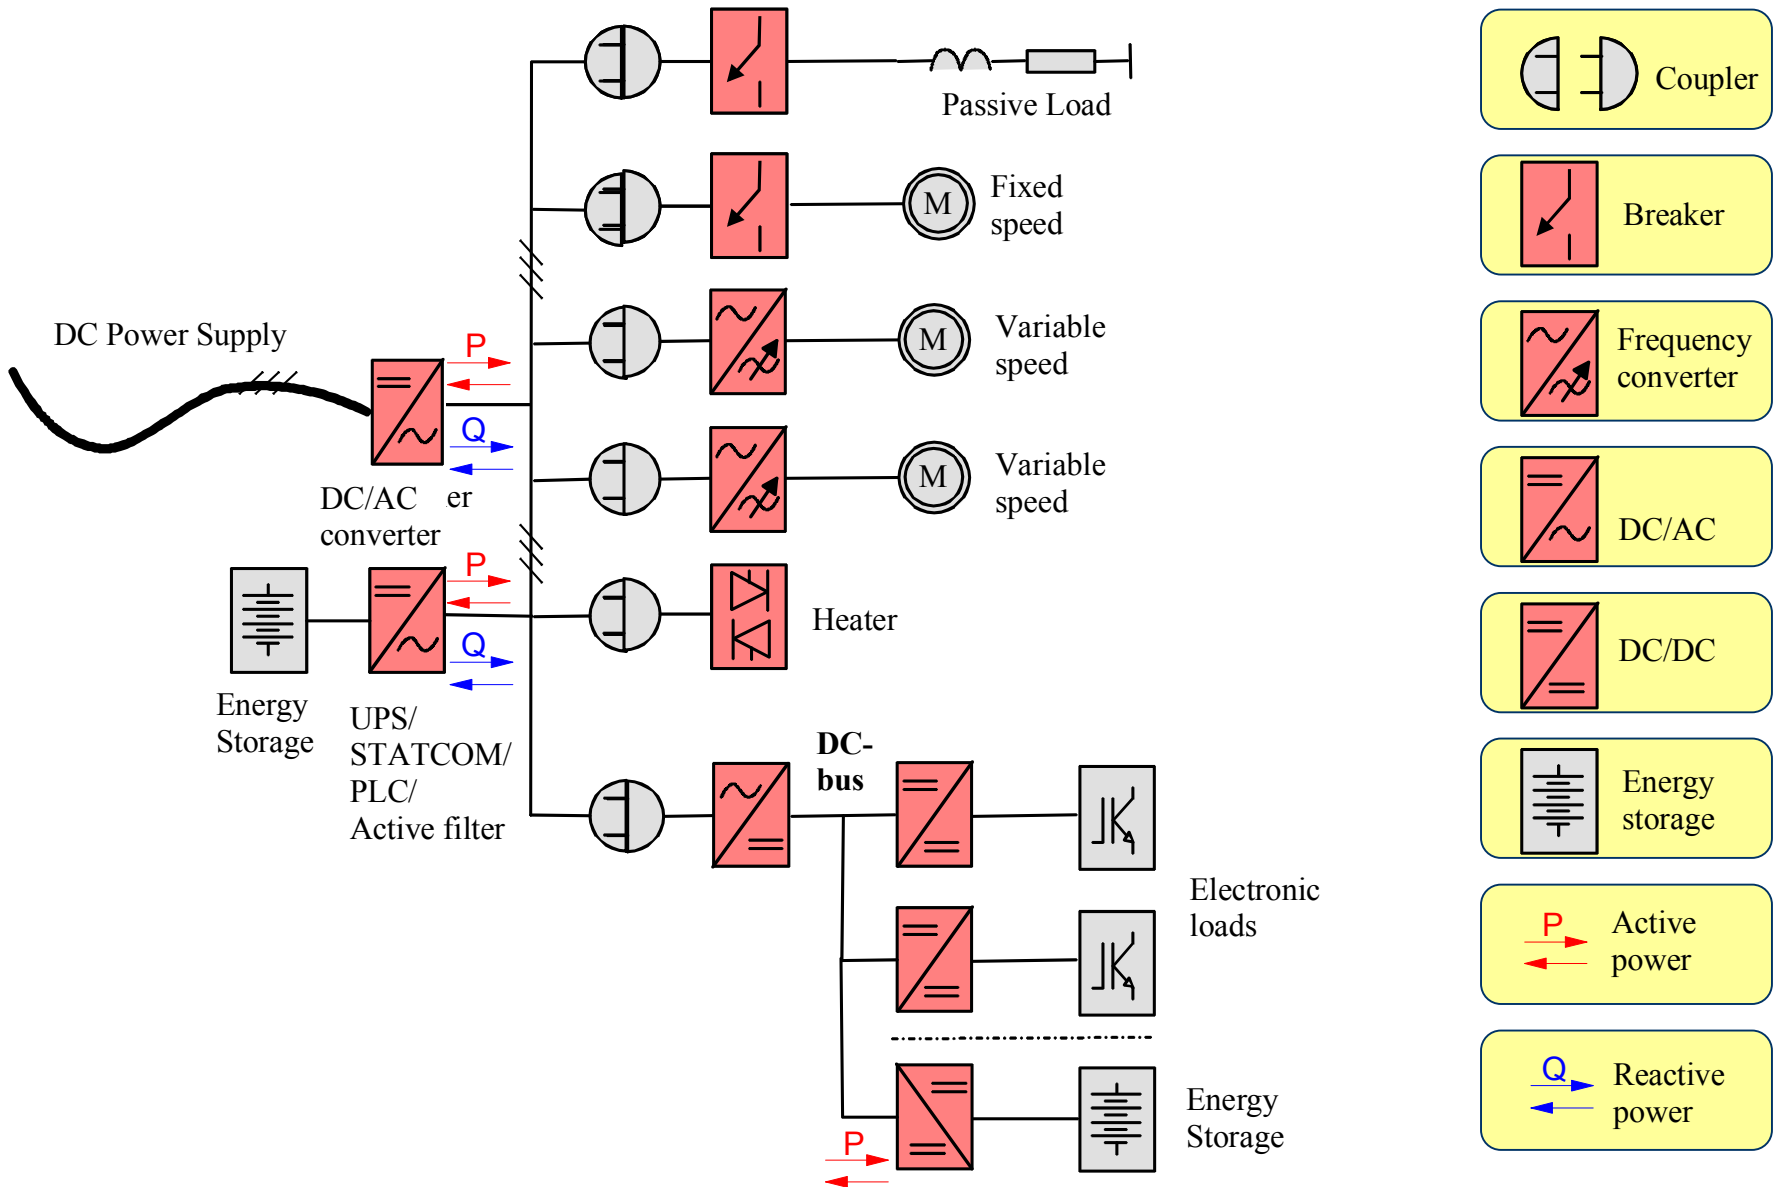 Passive Load
Fixed
speed
M
DC Power Supply
P
Q
Variable
speed
M
Variable
speed
M
DC/AC er
converter
P
Q
Heater
Energy
Storage
UPS/
STATCOM/
PLC/
Active filter
DC-
bus
Electronic
loads
Energy
Storage
P
Coupler
Breaker
Frequency
converter
DC/AC
DC/DC
Energy
storage
P
Active
power
Q
Reactive
power